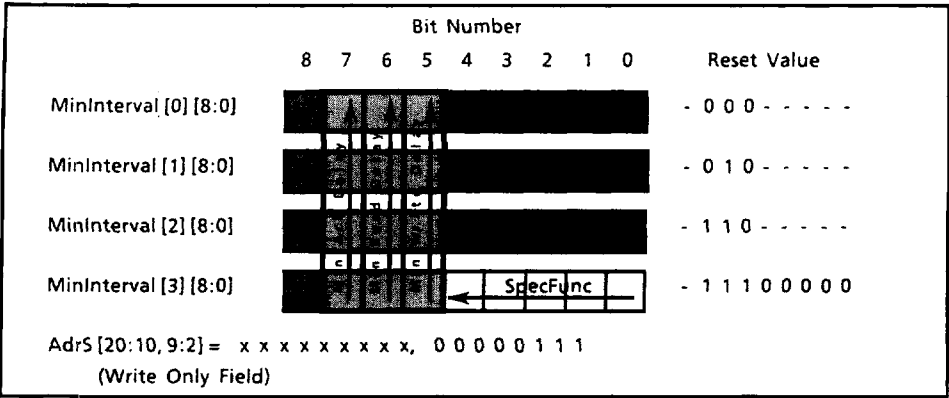 Bit Number
8 7 6 5 4 3 2 1 0 Reset Value
MinInterval [0] [8:0] - 0 0 0 - - - - -
MinInterval [1] [8:0] - 0 1 0 - - - - -
MinInterval [2] [8:0] - 1 1 0 - - - - -
MinInterval [3] [8:0] SpecFunc - 1 1 1 0 0 0 0 0
AdrS [20:10, 9:2] = x x x x x x x x x, 0 0 0 0 0 1 1 1
(Write Only Field)